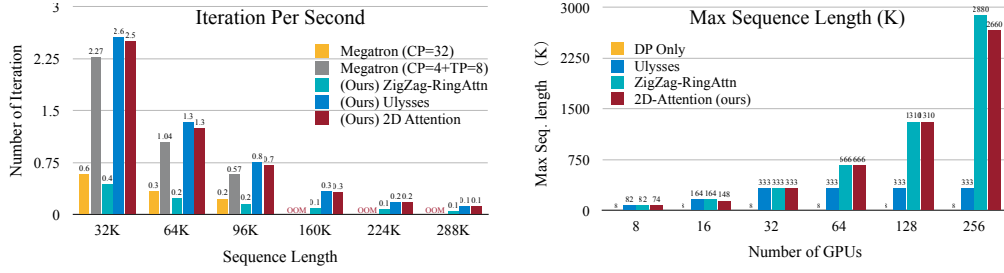 Iteration Per Second
Number of Iteration
3
2.25
1.5
0.75
0
Megatron (CP=32)
Megatron (CP=4+TP=8)
(Ours) ZigZag-RingAttn
(Ours) Ulysses
(Ours) 2D Attention
0.6 2.27 0.4 2.6 2.5
0.3 1.04 0.2 1.3 1.3
0.2 0.57 0.2 0.8 0.7
OOM 0.1 0.3 0.3
OOM 0.1 0.2 0.2
OOM 0.1 0.1 0.1
32K 64K 96K 160K 224K 288K
Sequence Length
Max Sequence Length (K)
Max Seq. length (K)
3000
2250
1500
750
0
DP Only
Ulysses
ZigZag-RingAttn
2D-Attention (ours)
8 82 82 74
8 164 164 148
8 333 333 333
8 333 666 666
8 333 1310 1310
8 333 2880 2660
8 16 32 64 128 256
Number of GPUs